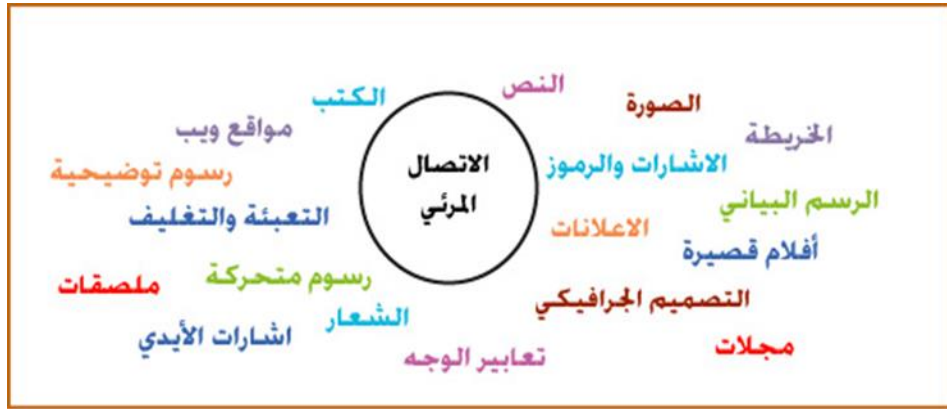 النص
الكتب
الصورة
الخريطة
مواقع ويب
الاتصال
المرئي
الاشارات والرموز
رسوم توضيحية
الرسم البياني
التعبئة والتغليف
الاعلانات
أفلام قصيرة
رسوم متحركة
ملصقات
التصميم الجرافيكي
الشعار
اشارات الأيدي
مجلات
تعابير الوجه